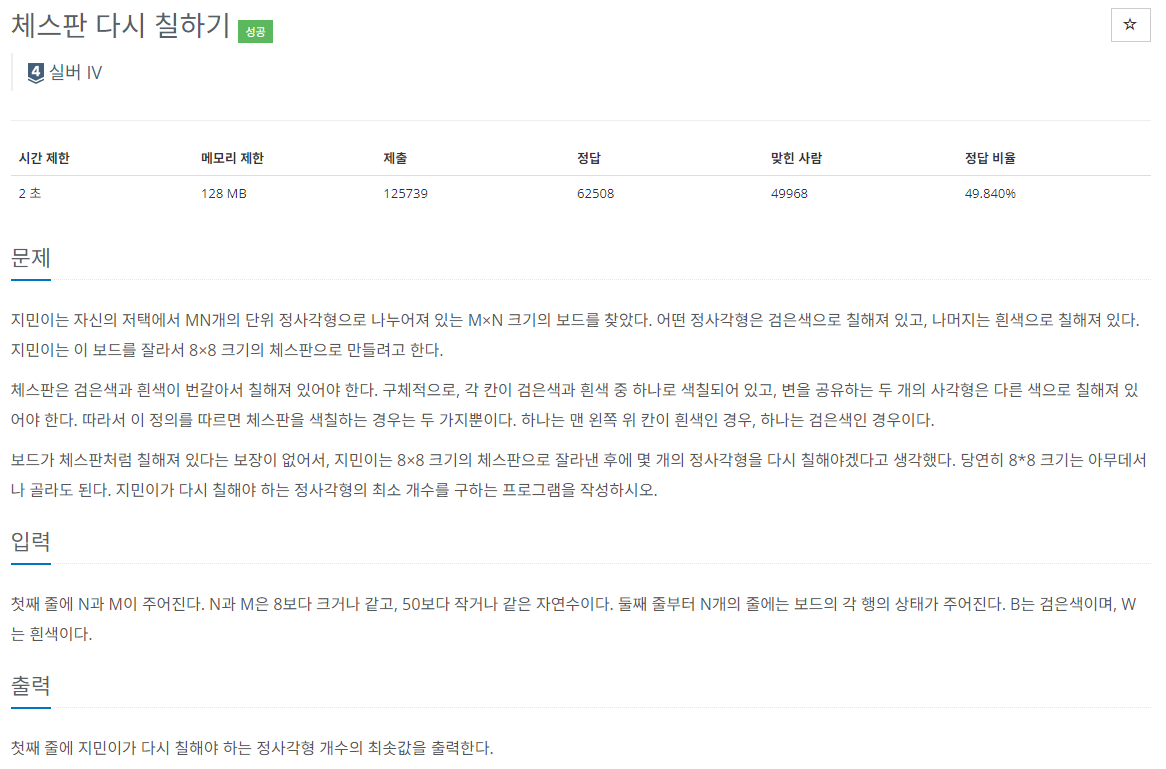 체스판 다시 칠하기 성공
☆
4 실버 IV
시간 제한 메모리 제한 제출 정답 맞힌 사람 정답 비율
2 초 128 MB 125739 62508 49968 49.840%
문제
지민이는 자신의 저택에서 MN개의 단위 정사각형으로 나누어져 있는 M×N 크기의 보드를 찾았다. 어떤 정사각형은 검은색으로 칠해져 있고, 나머지는 흰색으로 칠해져 있다.
지민이는 이 보드를 잘라서 8×8 크기의 체스판으로 만들려고 한다.
체스판은 검은색과 흰색이 번갈아서 칠해져 있어야 한다. 구체적으로, 각 칸이 검은색과 흰색 중 하나로 색칠되어 있고, 변을 공유하는 두 개의 사각형은 다른 색으로 칠해져 있
어야 한다. 따라서 이 정의를 따르면 체스판을 색칠하는 경우는 두 가지뿐이다. 하나는 맨 왼쪽 위 칸이 흰색인 경우, 하나는 검은색인 경우이다.
보드가 체스판처럼 칠해져 있다는 보장이 없어서, 지민이는 8×8 크기의 체스판으로 잘라낸 후에 몇 개의 정사각형을 다시 칠해야겠다고 생각했다. 당연히 8*8 크기는 아무데서
나 골라도 된다. 지민이가 다시 칠해야 하는 정사각형의 최소 개수를 구하는 프로그램을 작성하시오.
입력
첫째 줄에 N과 M이 주어진다. N과 M은 8보다 크거나 같고, 50보다 작거나 같은 자연수이다. 둘째 줄부터 N개의 줄에는 보드의 각 행의 상태가 주어진다. B는 검은색이며, W
는 흰색이다.
출력
첫째 줄에 지민이가 다시 칠해야 하는 정사각형 개수의 최솟값을 출력한다.